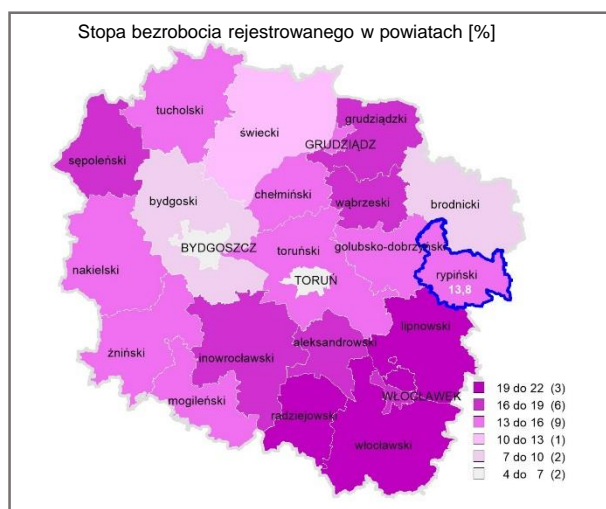 Stopa bezrobocia rejestrowanego w powiatach [%]
tucholski
świecki
grudziądzki
GRUDZIĄDZ
sępoleński
chełmiński
wąbrzeski
bydgoski
brodnicki
BYDGOSZCZ
toruński
golubsko-dobrzyński
nakielski
TORUŃ
rypiński
13,8
lipnowski
żniński
inowrocławski
aleksandrowski
mogileński
radziejowski
WŁOCŁAWEK
włocławski
19 do 22 (3)
16 do 19 (6)
13 do 16 (9)
10 do 13 (1)
7 do 10 (2)
4 do 7 (2)